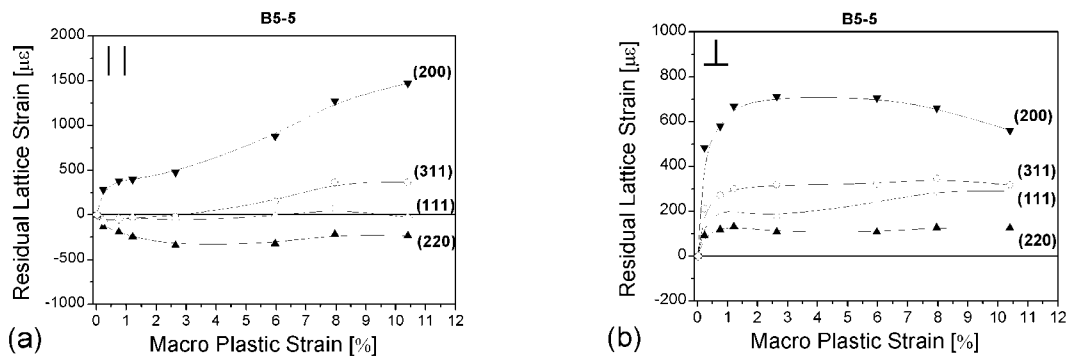 B5-5
Residual Lattice Strain [µε]
2000
1500
1000
500
0
-500
-1000
(200)
(311)
(111)
(220)
0 1 2 3 4 5 6 7 8 9 10 11 12
Macro Plastic Strain [%]
(a)
B5-5
Residual Lattice Strain [µε]
1000
800
600
400
200
0
-200
(200)
(311)
(111)
(220)
0 1 2 3 4 5 6 7 8 9 10 11 12
Macro Plastic Strain [%]
(b)